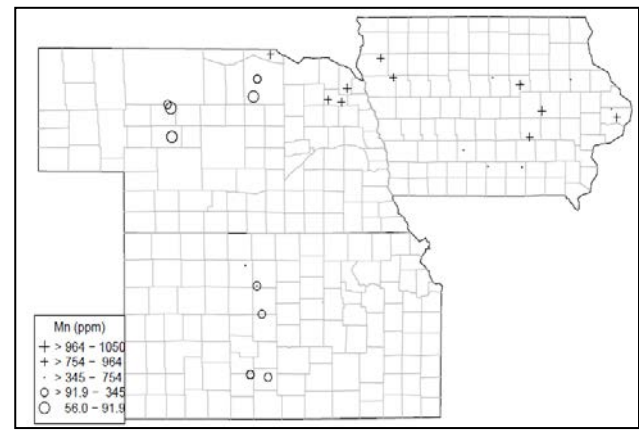 Mn (ppm)
+ > 964 - 1050
+ > 754 - 964
· > 345 - 754
○ > 91.9 - 345
○ 56.0 - 91.9